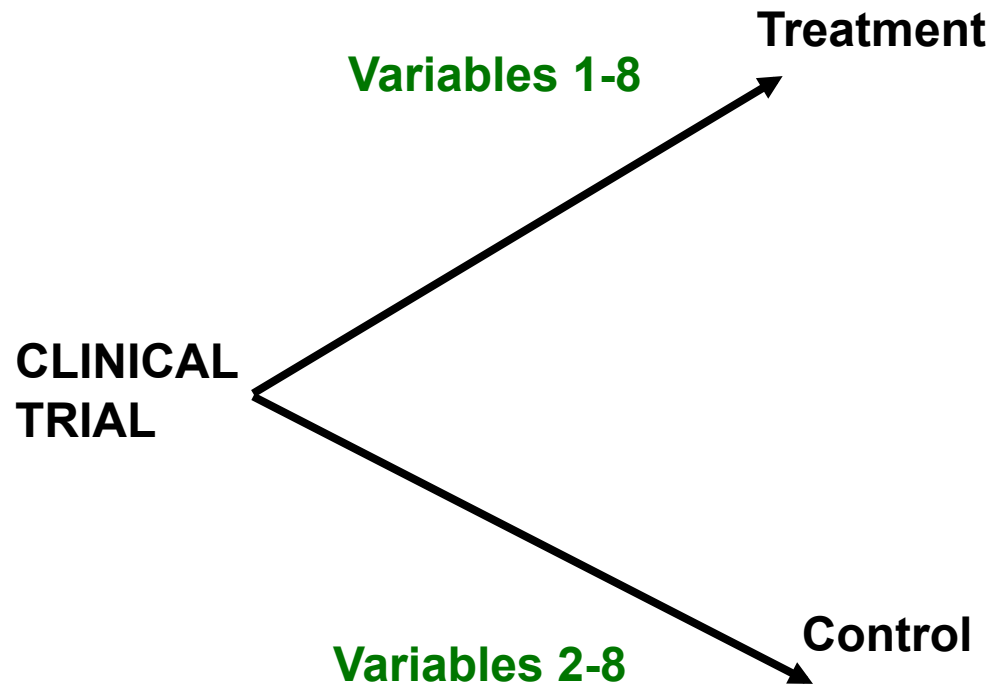 Treatment
Variables 1-8
CLINICAL
TRIAL
Control
Variables 2-8